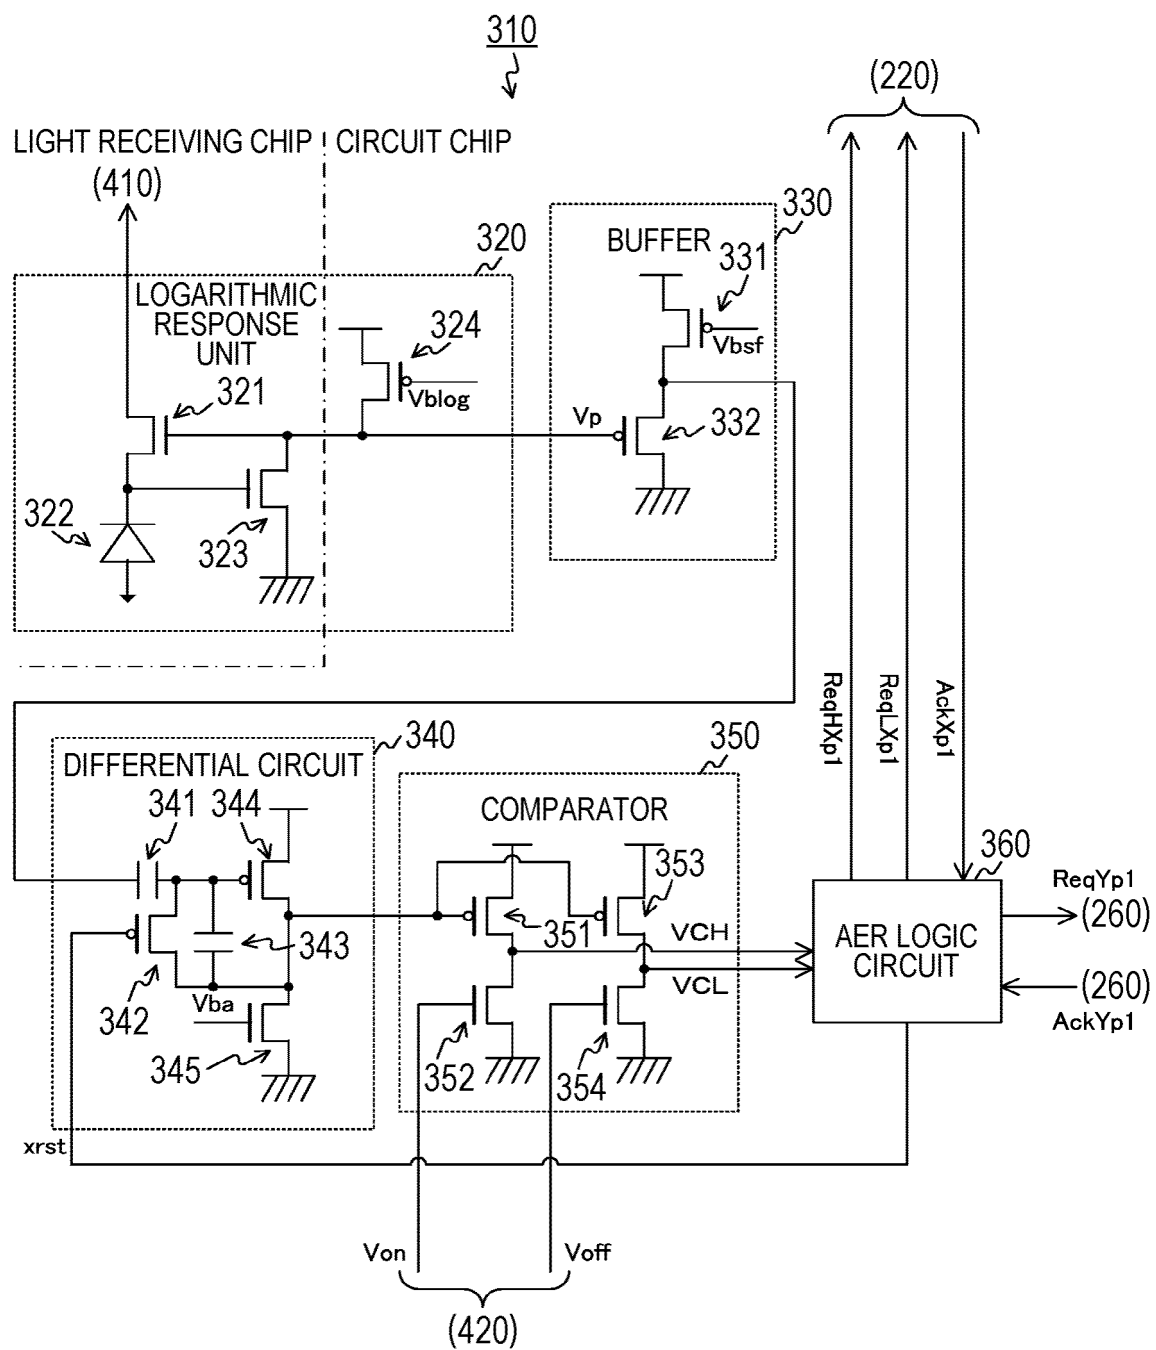 310
(220)
LIGHT RECEIVING CHIP
CIRCUIT CHIP
(410)
330
320
BUFFER
331
LOGARITHMIC
RESPONSE
UNIT
324
Vbsf
321
Vblog
Vp
332
322
323
ReqHXp1
ReqLXp1
AckXp1
340
350
DIFFERENTIAL CIRCUIT
341
344
COMPARATOR
353
360
ReqYp1
(260)
351
VCH
AER LOGIC
CIRCUIT
343
VCL
(260)
Vba
342
AckYp1
345
352
354
xrst
Von
Voff
(420)